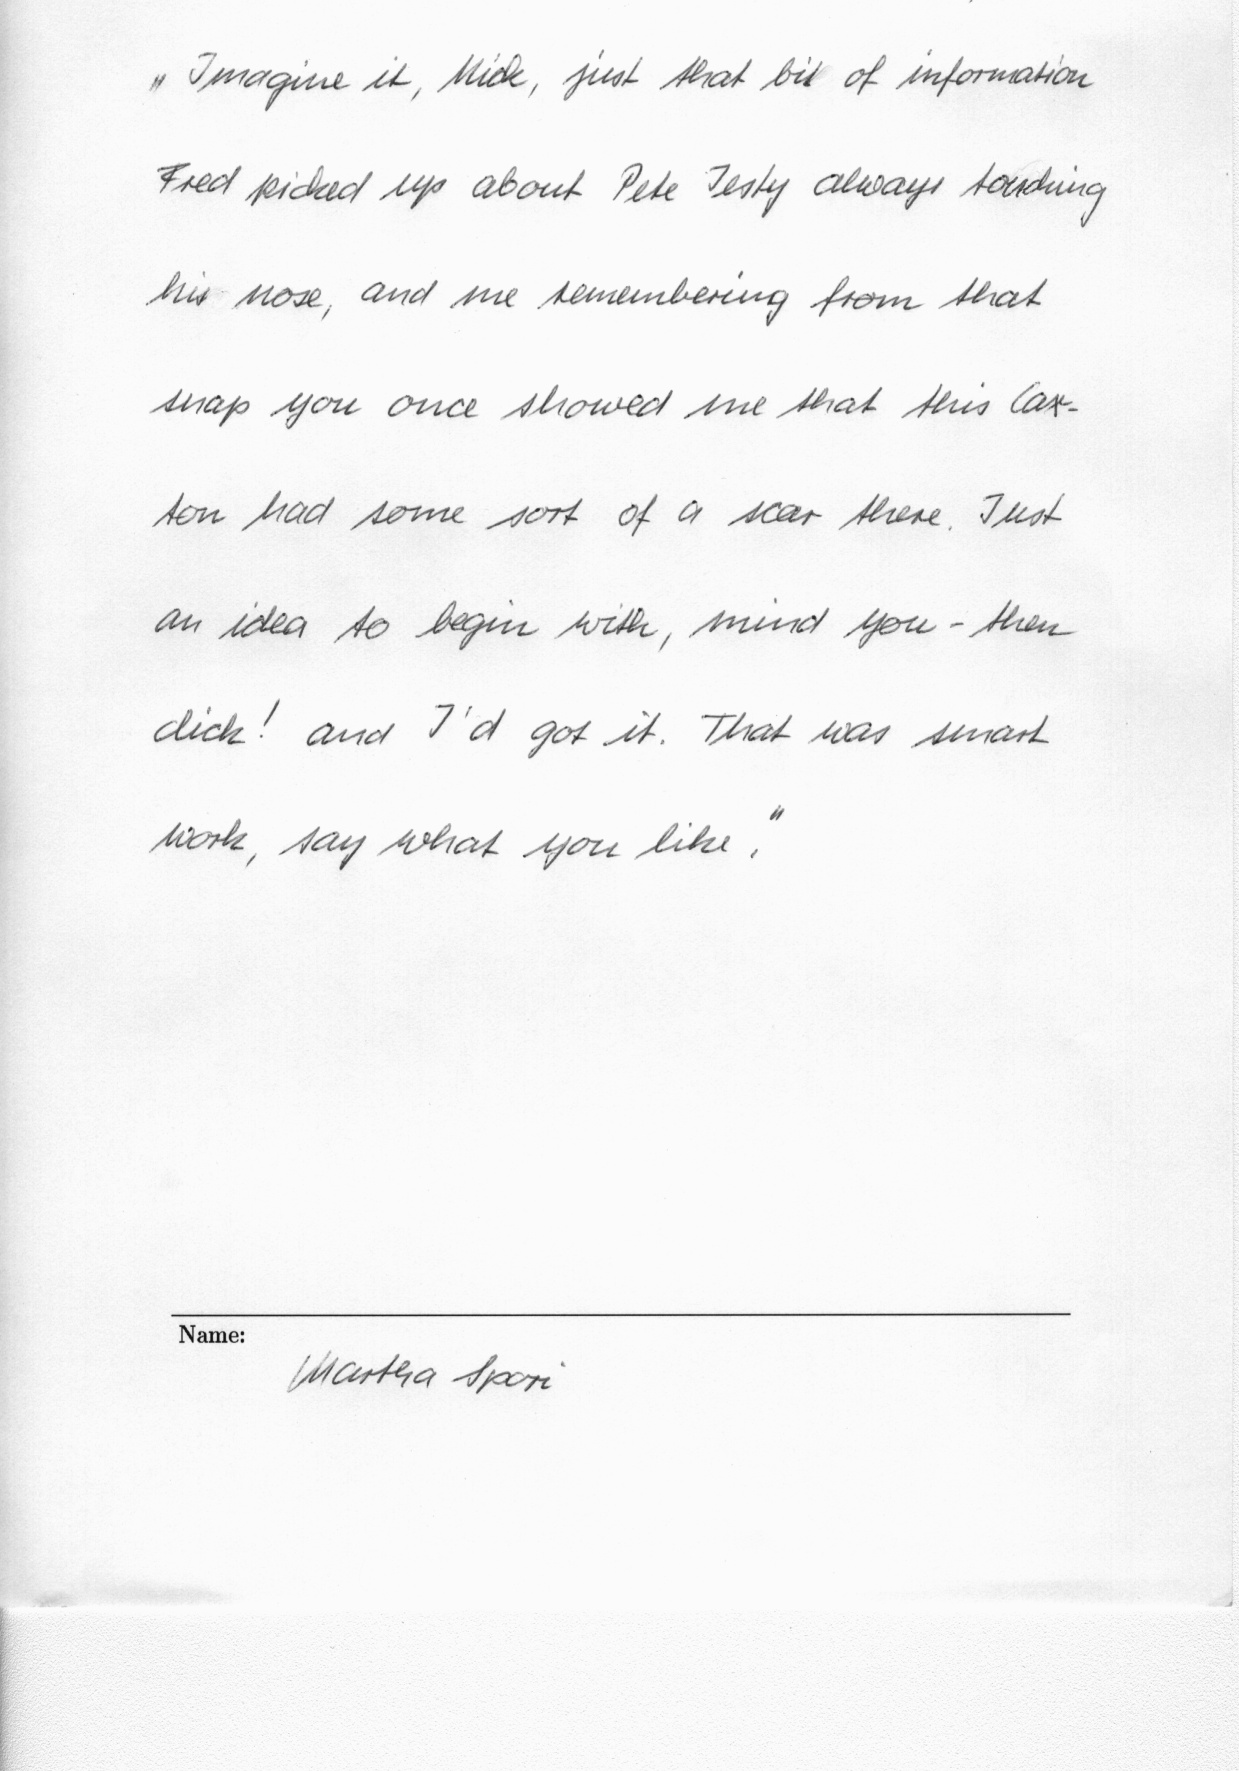 „Imagine it, Nick, just that bit of information
Fred picked up about Pete Testy always touching
his nose, and me remembering from that
snap you once showed me that this Cax-
ton had some sort of a scar there. Just
an idea to begin with, mind you - then
click! and I'd got it. That was smart
work, say what you like."
Name:
Martha Spori